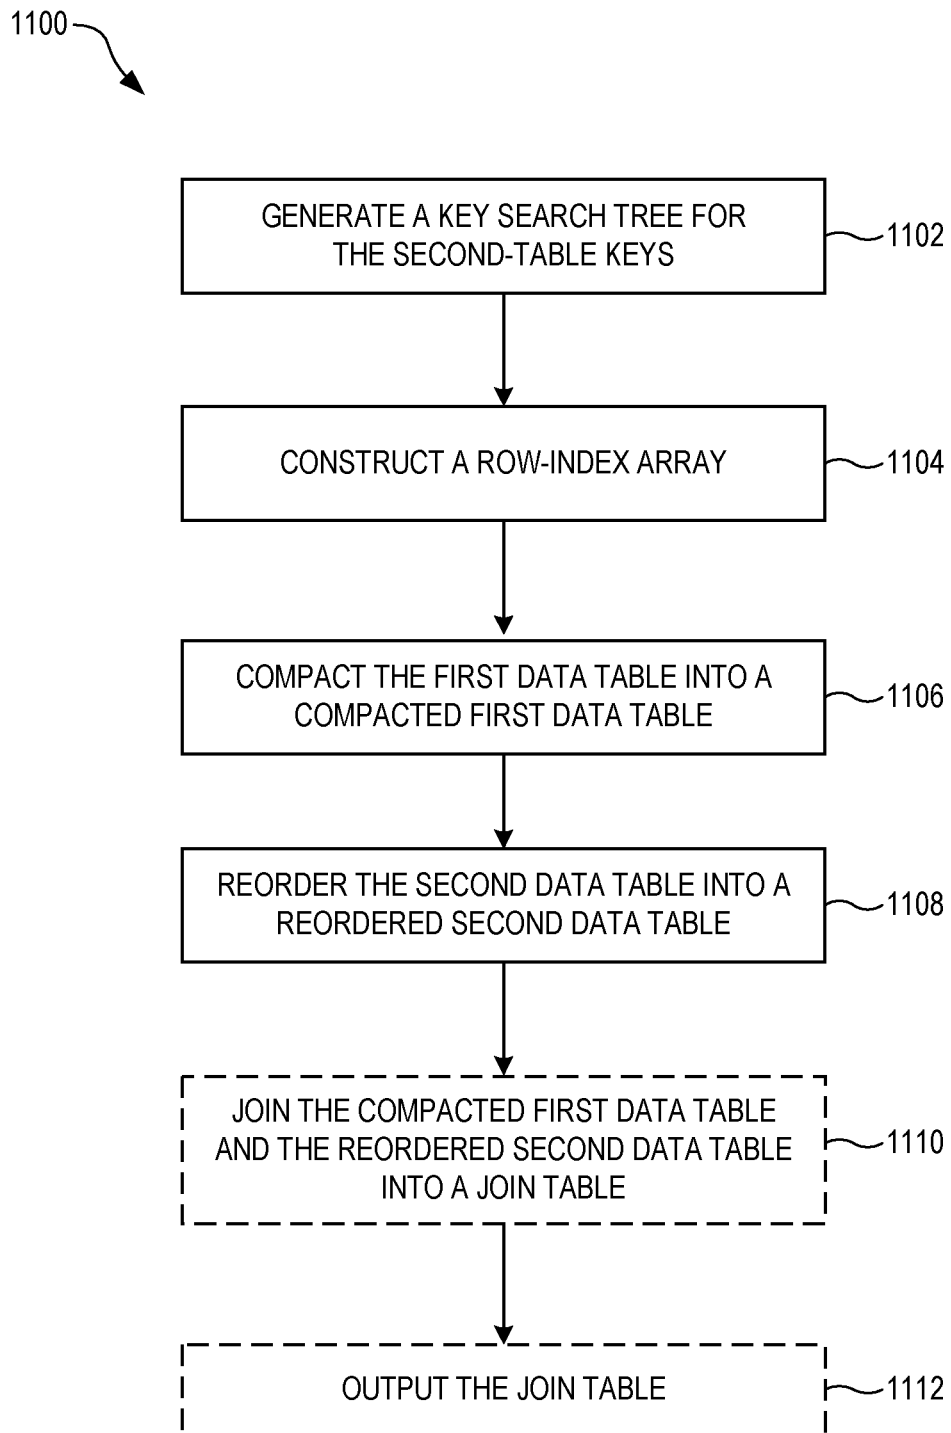 1100
GENERATE A KEY SEARCH TREE FOR
THE SECOND-TABLE KEYS
1102
CONSTRUCT A ROW-INDEX ARRAY
1104
COMPACT THE FIRST DATA TABLE INTO A
COMPACTED FIRST DATA TABLE
1106
REORDER THE SECOND DATA TABLE INTO A
REORDERED SECOND DATA TABLE
1108
JOIN THE COMPACTED FIRST DATA TABLE
AND THE REORDERED SECOND DATA TABLE
INTO A JOIN TABLE
1110
OUTPUT THE JOIN TABLE
1112